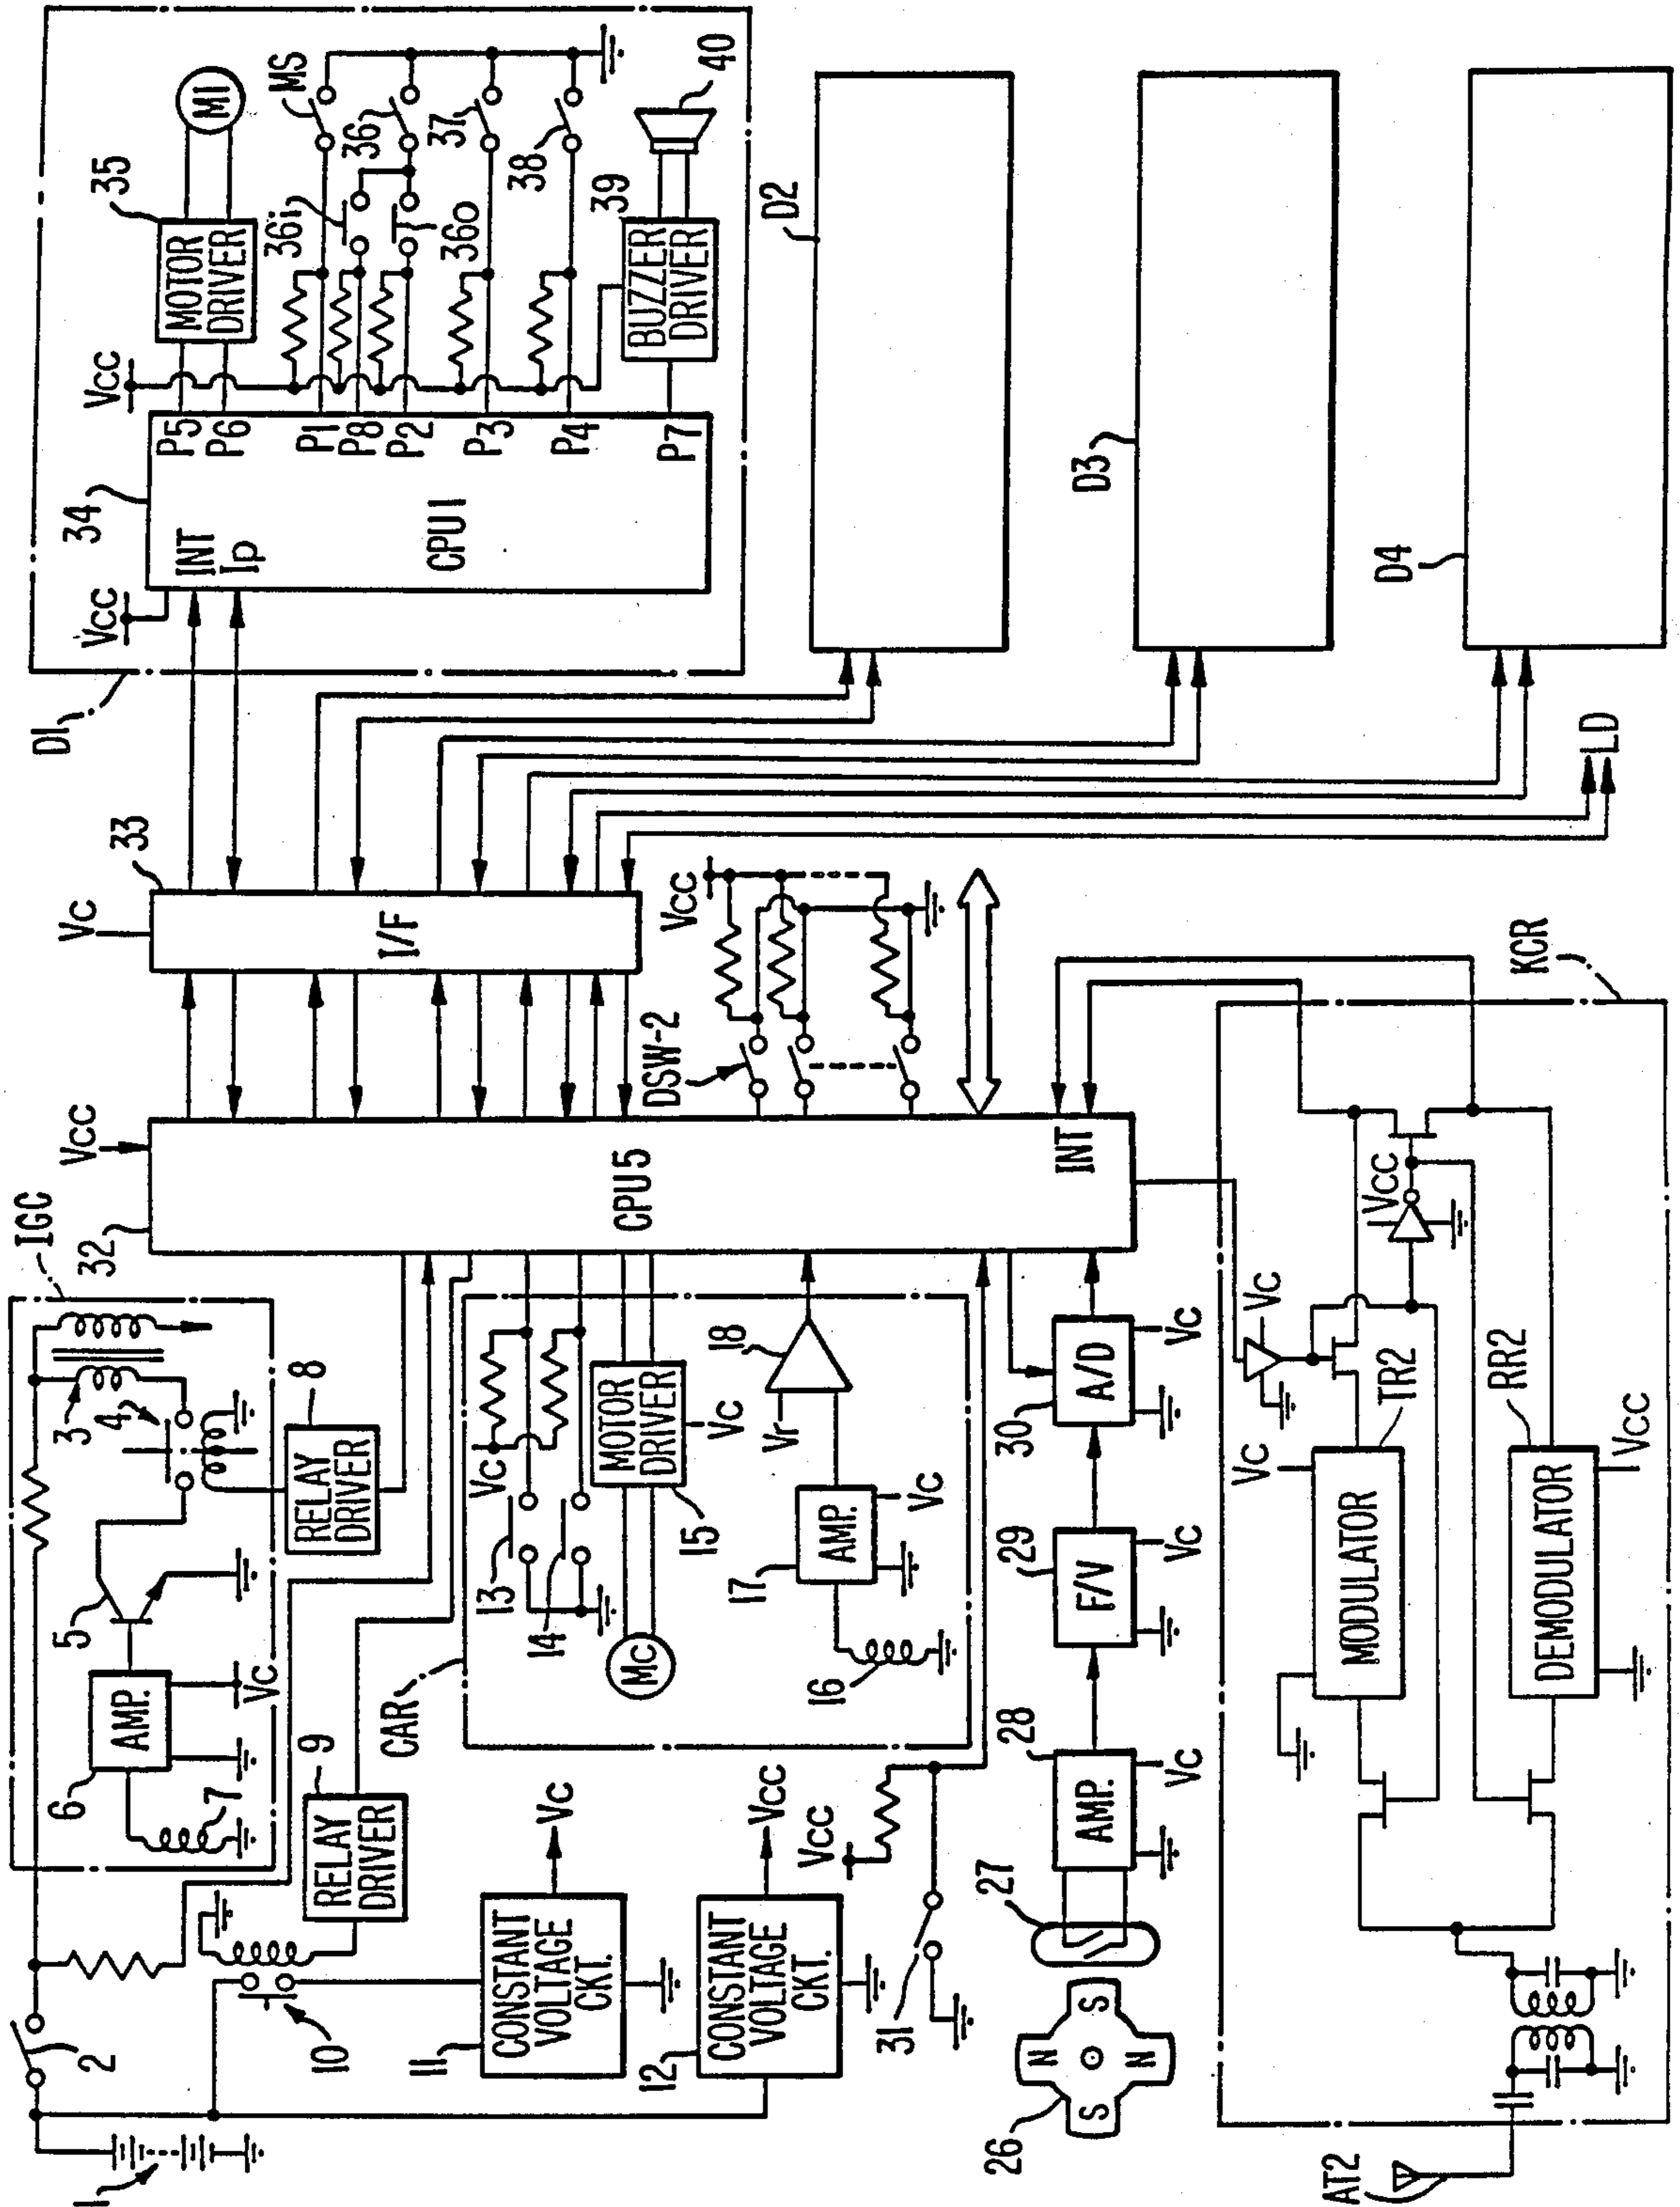 1
2
IGC
3
4
5
AMP.
6
7
VC
8
RELAY
DRIVER
9
RELAY
DRIVER
10
11
CONSTANT
VOLTAGE
CKT.
VC
12
CONSTANT
VOLTAGE
CKT.
VCC
CAR
13
14
VC
MC
MOTOR
DRIVER
15
VC
16
17
AMP.
VC
Vr
18
VCC
31
26
N
S
N
S
27
28
AMP.
VC
29
F/V
VC
30
A/D
VC
32
VCC
CPU5
INT
33
VC
I/F
DSW-2
VCC
D1
VCC
34
INT
Ip
CPU1
P5
P6
P1
P8
P2
P3
P4
P7
VCC
35
MOTOR
DRIVER
M1
MS
36i
36
36o
37
38
39
BUZZER
DRIVER
40
D2
D3
D4
LD
KCR
VC
VCC
VC
MODULATOR
TR2
DEMODULATOR
RR2
VCC
AT2